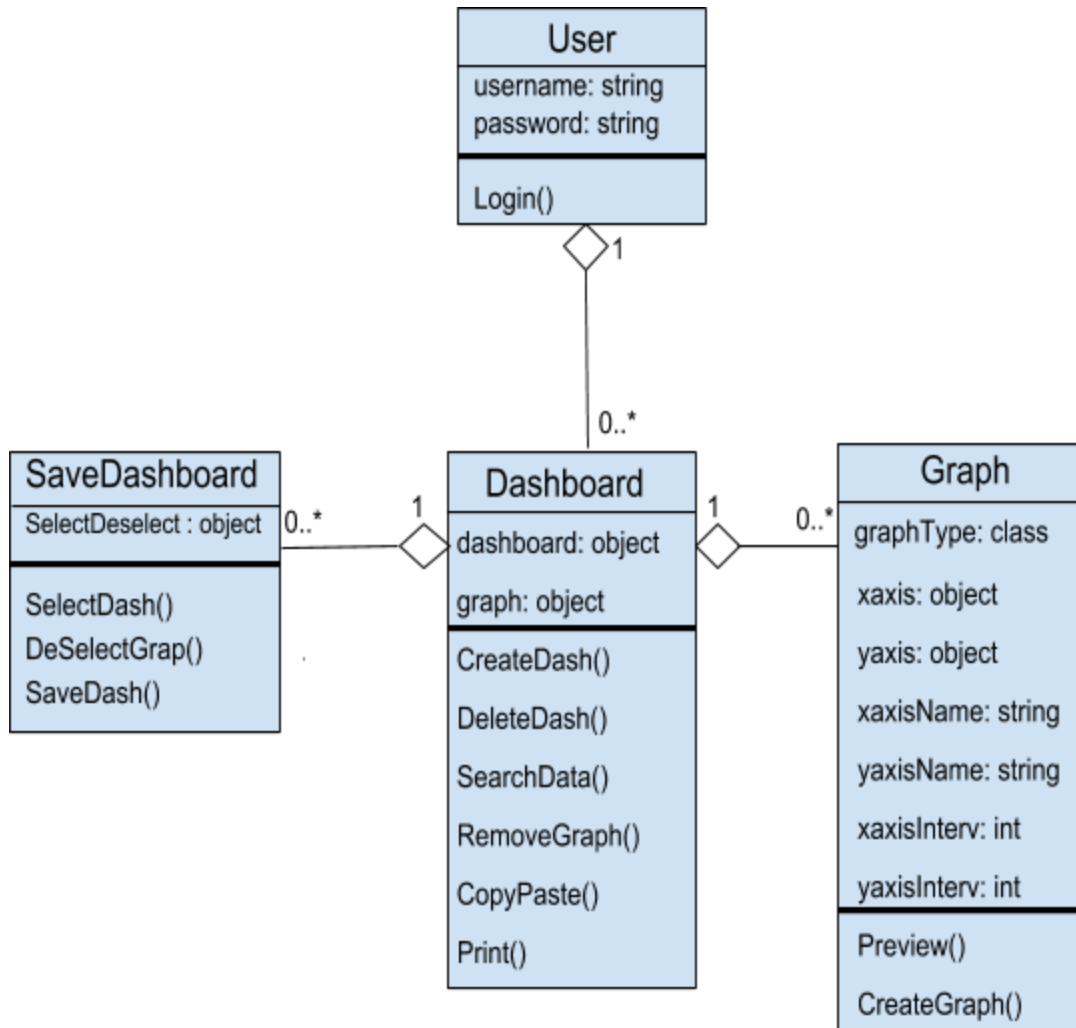 User
username: string
password: string
Login()
1
0..*
SaveDashboard
SelectDeselect : object
SelectDash()
DeSelectGrap()
SaveDash()
0..*
1
Dashboard
dashboard: object
graph: object
CreateDash()
DeleteDash()
SearchData()
RemoveGraph()
CopyPaste()
Print()
1
0..*
Graph
graphType: class
xaxis: object
yaxis: object
xaxisName: string
yaxisName: string
xaxisInterv: int
yaxisInterv: int
Preview()
CreateGraph()